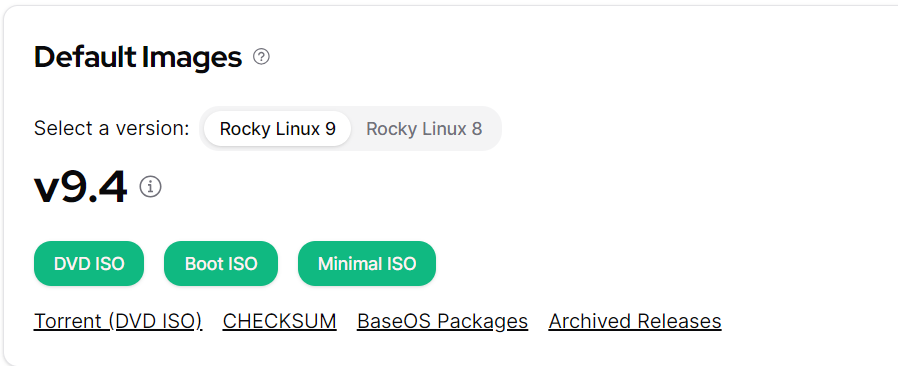 Default Images
Select a version: Rocky Linux 9 Rocky Linux 8
v9.4
DVD ISO Boot ISO Minimal ISO
Torrent (DVD ISO) CHECKSUM BaseOS Packages Archived Releases